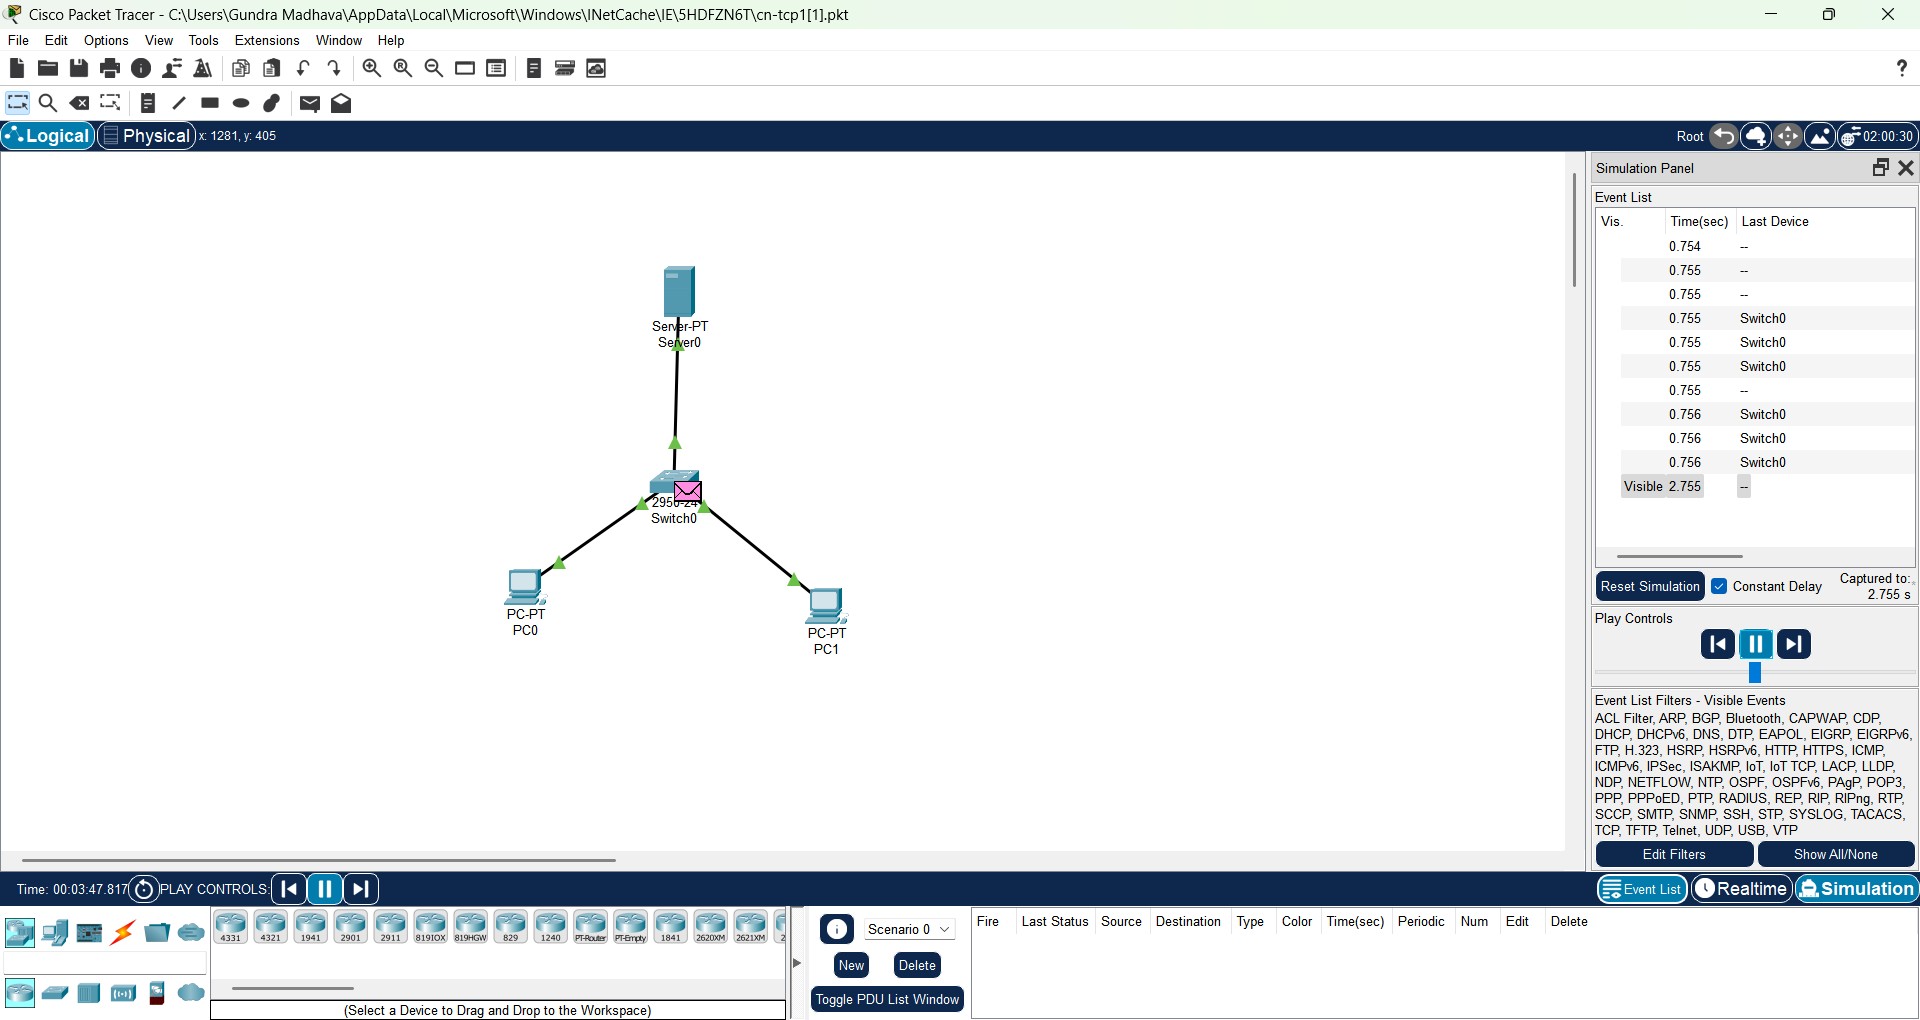 Cisco Packet Tracer - C:\Users\Gundra Madhava\AppData\Local\Microsoft\Windows\INetCache\IE\5HDFZN6T\cn-tcp1[1].pkt
File Edit Options View Tools Extensions Window Help
?
Logical Physical x: 1281, y: 405 Root 02:00:30
Server-PT
Server0
2950-24
Switch0
PC-PT
PC0
PC-PT
PC1
Simulation Panel
Event List
Vis. Time(sec) Last Device
0.754 --
0.755 --
0.755 --
0.755 Switch0
0.755 Switch0
0.755 Switch0
0.755 --
0.756 Switch0
0.756 Switch0
0.756 Switch0
Visible 2.755 --
Reset Simulation Constant Delay Captured to:
2.755 s
Play Controls
Event List Filters - Visible Events
ACL Filter, ARP, BGP, Bluetooth, CAPWAP, CDP,
DHCP, DHCPv6, DNS, DTP, EAPOL, EIGRP, EIGRPv6,
FTP, H.323, HSRP, HSRPv6, HTTP, HTTPS, ICMP,
ICMPv6, IPSec, ISAKMP, IoT, IoT TCP, LACP, LLDP,
NDP, NETFLOW, NTP, OSPF, OSPFv6, PAgP, POP3,
PPP, PPPoED, PTP, RADIUS, REP, RIP, RIPng, RTP,
SCCP, SMTP, SNMP, SSH, STP, SYSLOG, TACACS,
TCP, TFTP, Telnet, UDP, USB, VTP
Edit Filters Show All/None
Time: 00:03:47.817 PLAY CONTROLS: Event List Realtime Simulation
4331 4321 1941 2901 2911 819IOX 819HGW 829 1240 PT-Router PT-Empty 1841 2620XM 2621XM 2
(Select a Device to Drag and Drop to the Workspace)
Scenario 0
New Delete
Toggle PDU List Window
Fire Last Status Source Destination Type Color Time(sec) Periodic Num Edit Delete